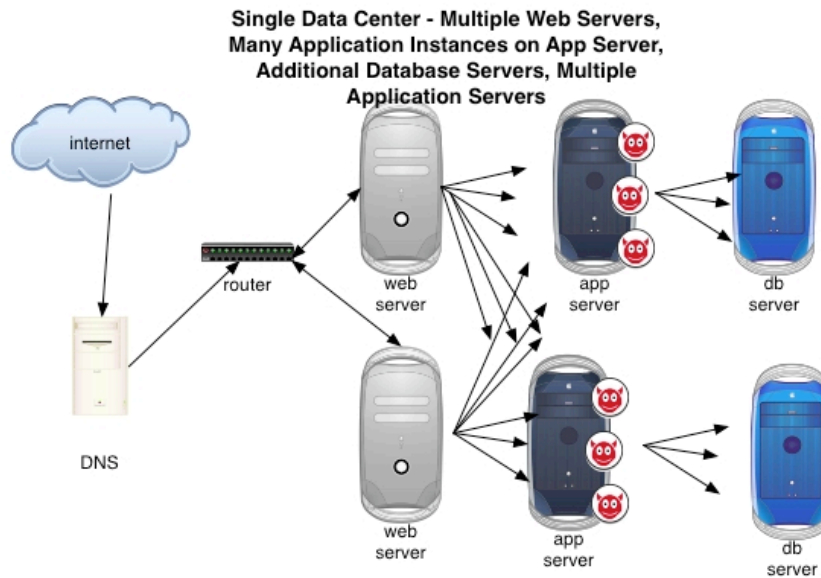 Single Data Center - Multiple Web Servers,
Many Application Instances on App Server,
Additional Database Servers, Multiple
Application Servers
internet
router
web
server
app
server
db
server
DNS
web
server
app
server
db
server